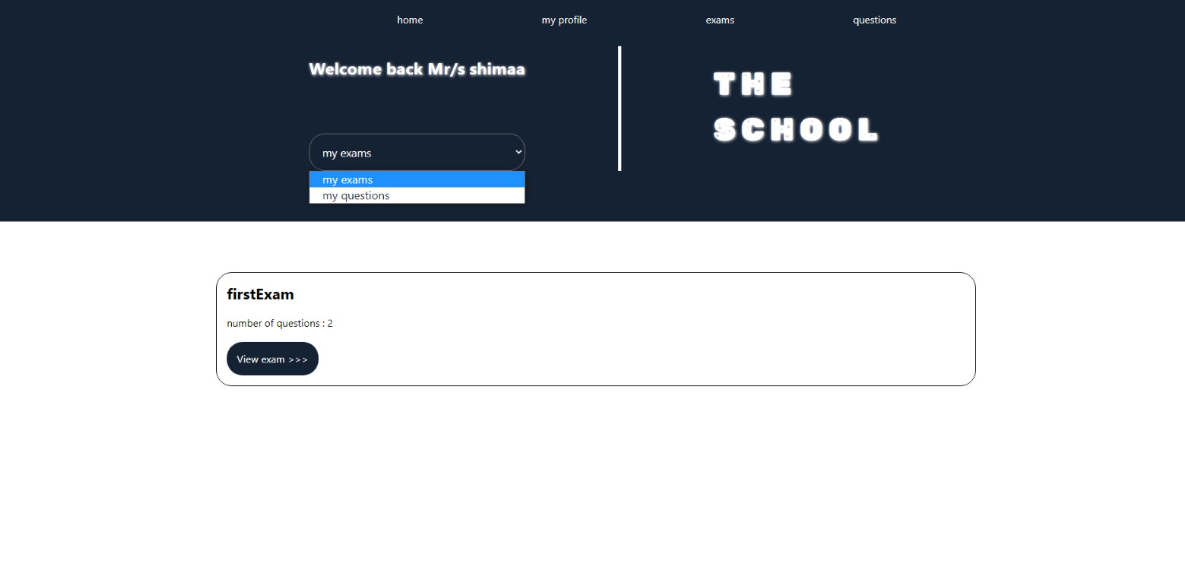 home
my profile
exams
questions
Welcome back Mr/s shimaa
THE
SCHOOL
my exams
my exams
my questions
firstExam
number of questions : 2
View exam >>>